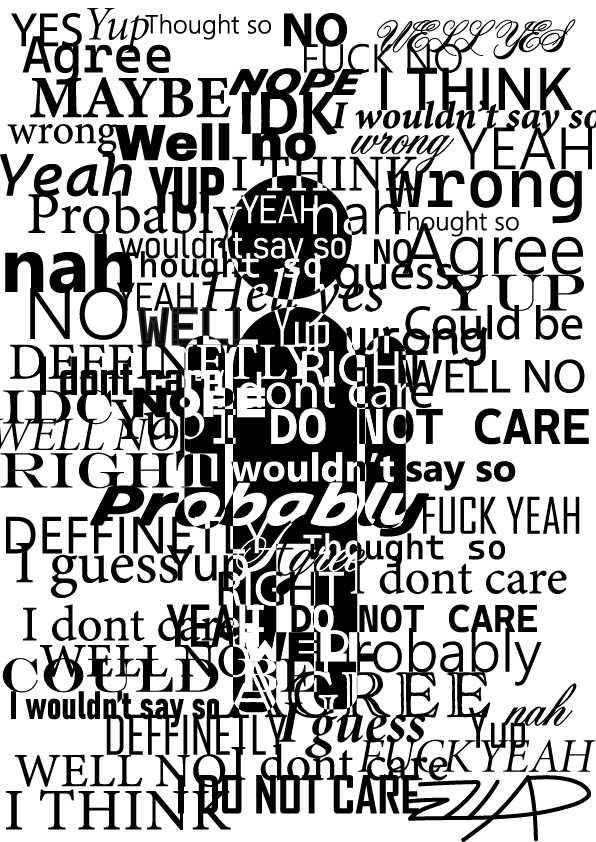 YES Yup Thought so NO WELL YES
Agree FUCK NO
MAYBE NOPE I THINK
IDK I wouldn't say so
wrong Well no wrong YEAH
Yeah YUP I THINK wrong
Probably YEAH nah Thought so
wouldn't say so NO Agree
nah Thought so guess
YEAH Hell yes YUP
NO WELL Yup wrong Could be
DEFFINETLY RIGHT
I dont care WELL NO
IDC NOPE dont care
WELL NO yup I DO NOT CARE
RIGHT I wouldn't say so
Probably FUCK YEAH
DEFFINETLY Agree Thought so
I guess Yup RIGHT I dont care
I dont care YEAH I DO NOT CARE
WELL NO YEP Probably
COULD BE AGREE
I wouldn't say so I guess nah
DEFFINETLY Yup
WELL NO I dont care FUCK YEAH
I THINK DO NOT CARE